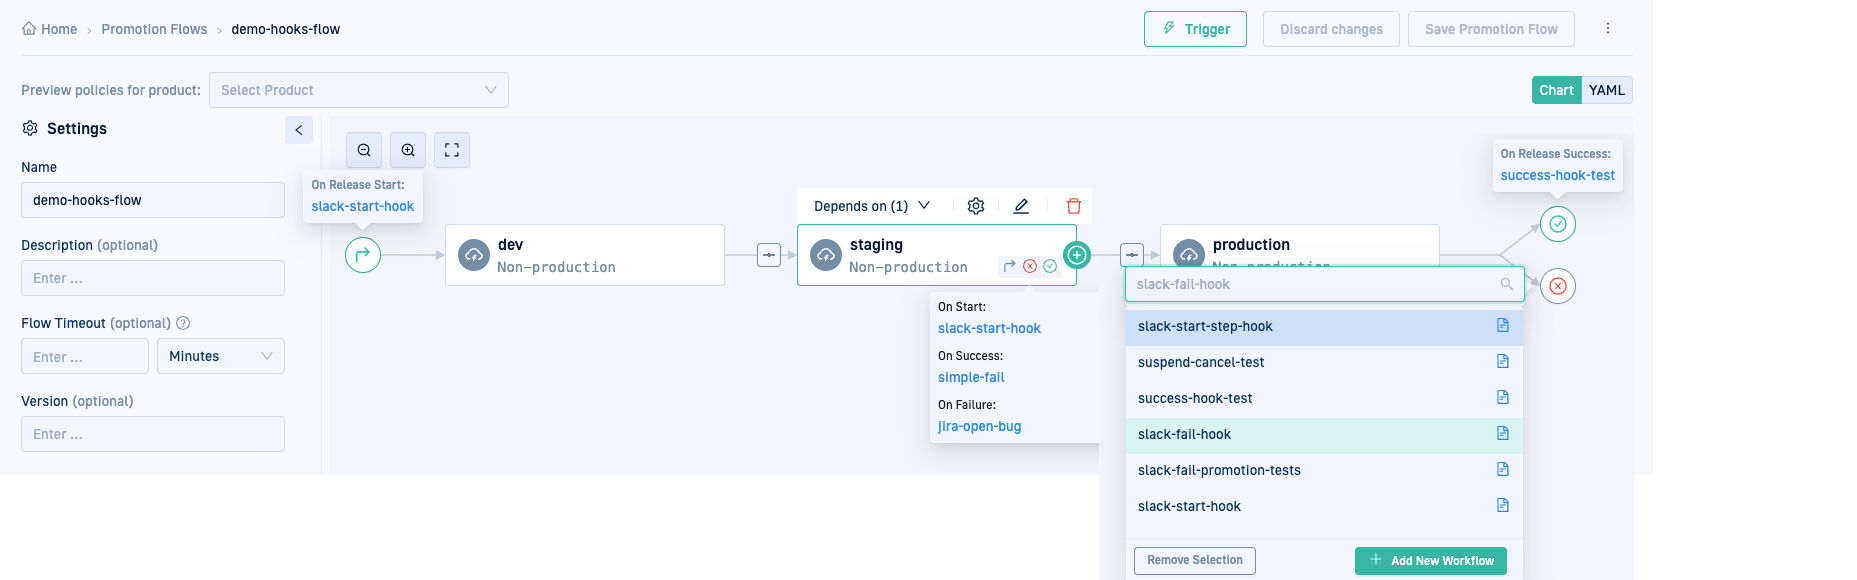 Home › Promotion Flows › demo-hooks-flow
Trigger
Discard changes
Save Promotion Flow
Preview policies for product:
Select Product
Chart
YAML
Settings
Name
demo-hooks-flow
Description (optional)
Enter ...
Flow Timeout (optional)
Enter ...
Minutes
Version (optional)
Enter ...
On Release Start:
slack-start-hook
dev
Non-production
Depends on (1)
staging
Non-production
On Start:
slack-start-hook
On Success:
simple-fail
On Failure:
jira-open-bug
production
Non-production
On Release Success:
success-hook-test
slack-fail-hook
slack-start-step-hook
suspend-cancel-test
success-hook-test
slack-fail-hook
slack-fail-promotion-tests
slack-start-hook
Remove Selection
Add New Workflow